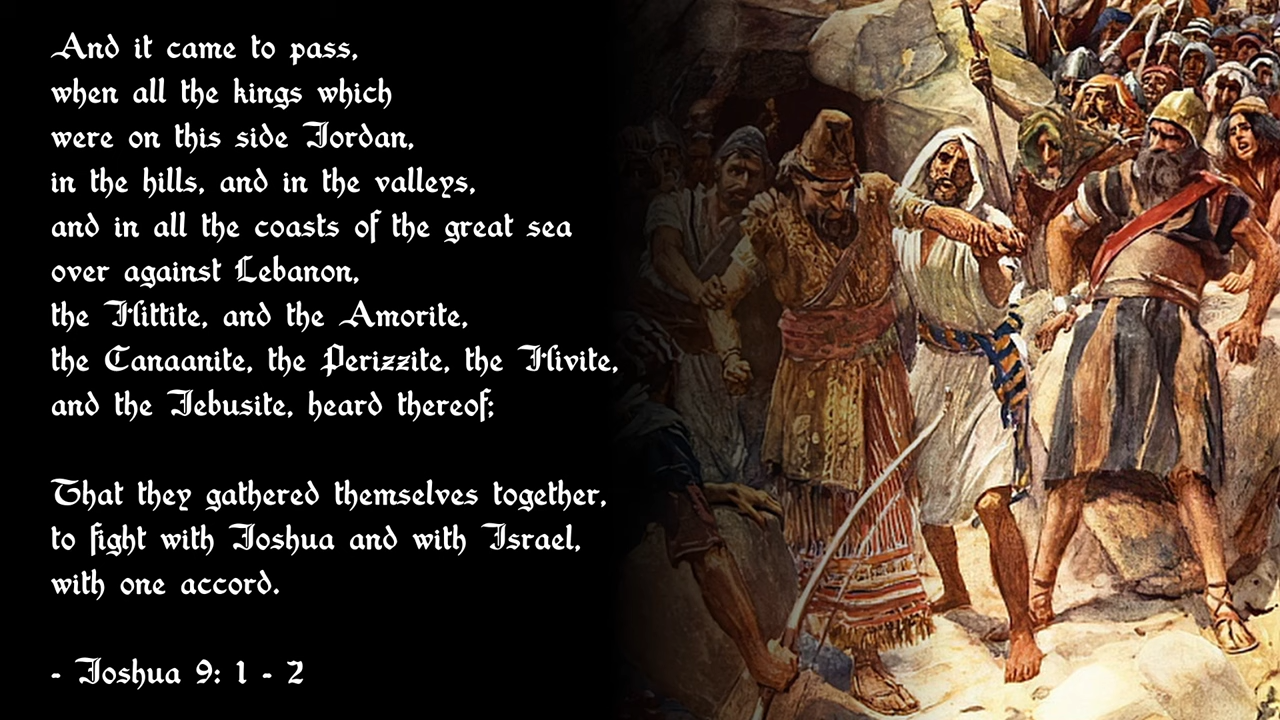 And it came to pass,
when all the kings which
were on this side Jordan,
in the hills, and in the valleys,
and in all the coasts of the great sea
over against Lebanon,
the Hittite, and the Amorite,
the Canaanite, the Perizzite, the Hivite,
and the Jebusite, heard thereof;
That they gathered themselves together,
to fight with Joshua and with Israel,
with one accord.
- Joshua 9: 1 - 2